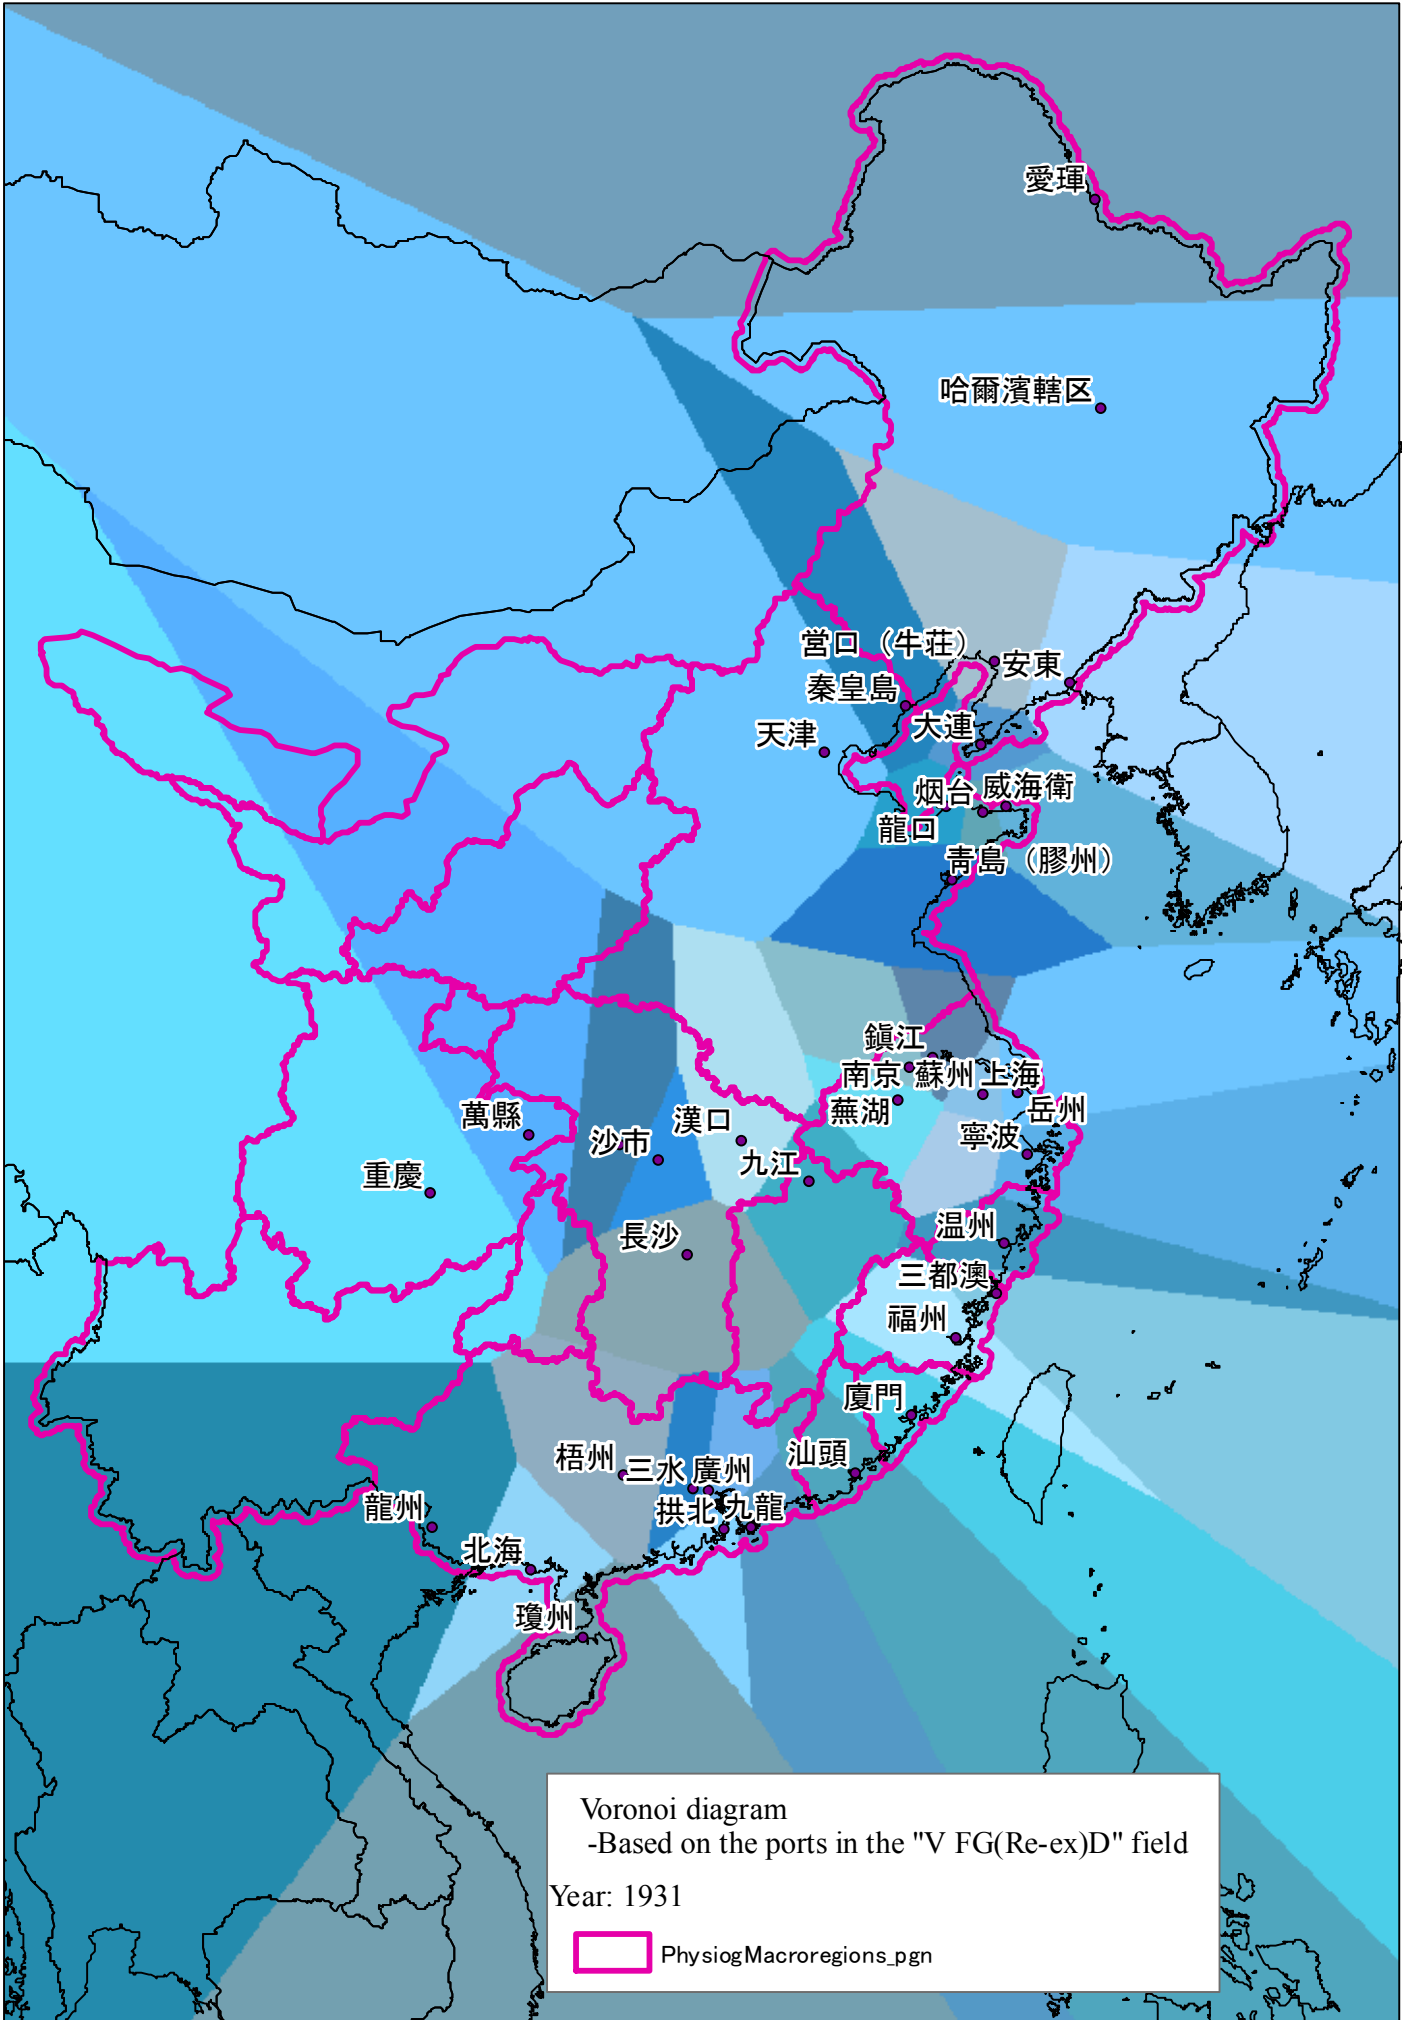 愛琿
哈爾濱轄区
営口（牛荘）
安東
秦皇島
大連
天津
烟台
威海衛
龍口
靑島（膠州）
鎭江
南京
蘇州
上海
蕪湖
岳州
萬縣
漢口
沙市
寧波
九江
重慶
長沙
温州
三都澳
福州
廈門
梧州
三水
廣州
汕頭
龍州
拱北
九龍
北海
瓊州
Voronoi diagram
-Based on the ports in the "V FG(Re-ex)D" field
Year: 1931
PhysiogMacroregions_pgn